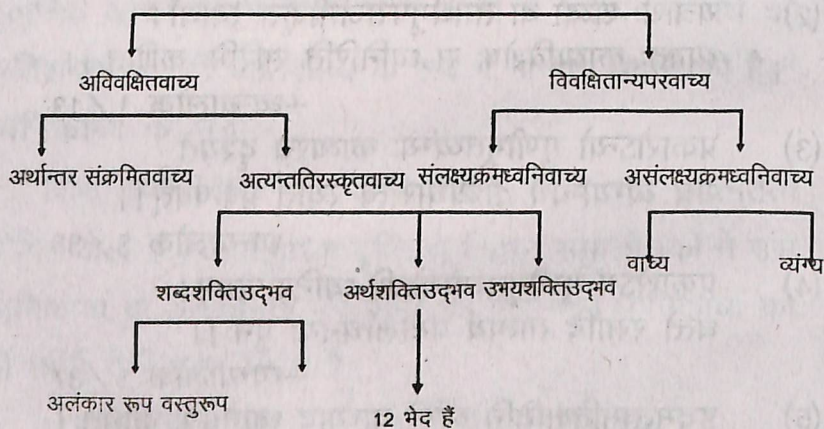 अविवक्षितवाच्य विवक्षितान्यपरवाच्य
अर्थान्तर संक्रमितवाच्य अत्यन्ततिरस्कृतवाच्य संलक्ष्यक्रमध्वनिवाच्य असंलक्ष्यक्रमध्वनिवाच्य
वाच्य व्यंग्य
शब्दशक्तिउद्भव अर्थशक्तिउद्भव उभयशक्तिउद्भव
अलंकार रूप वस्तुरूप
12 भेद हैं